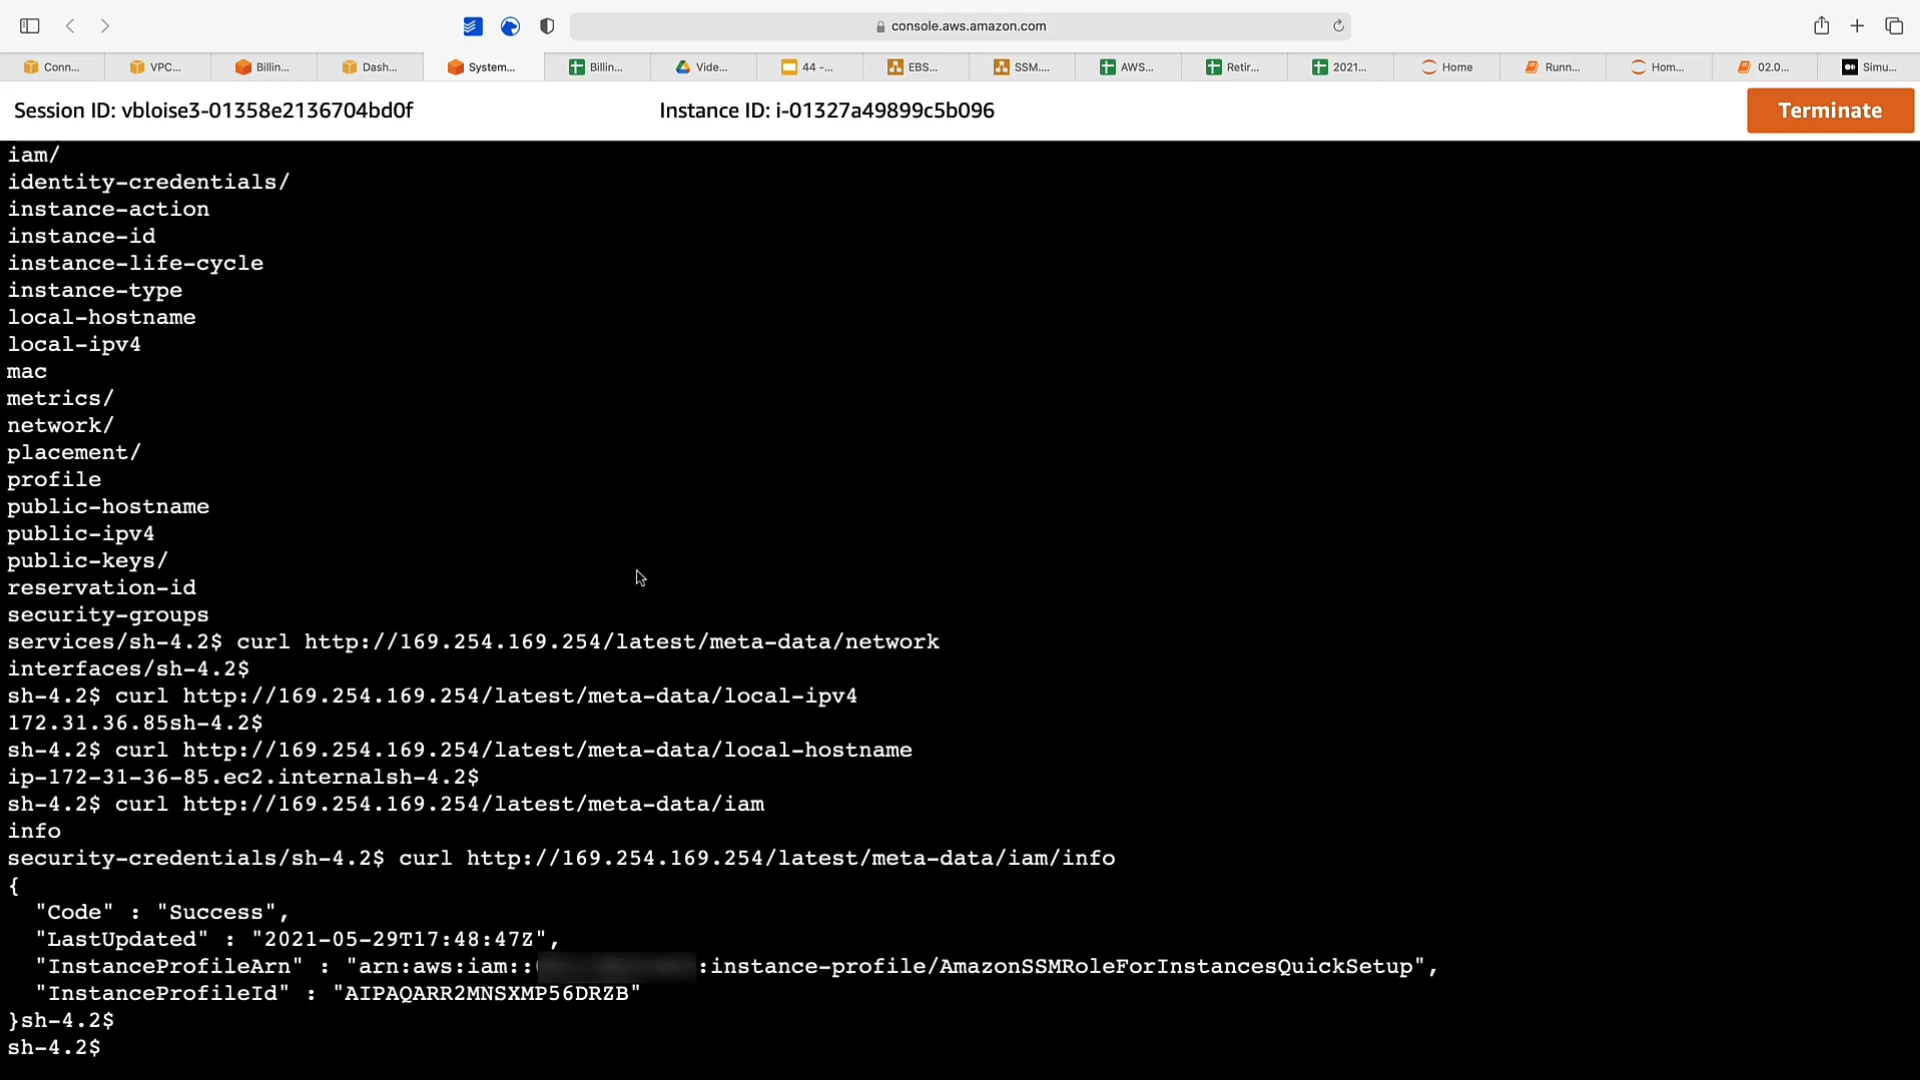 console.aws.amazon.com
Conn... VPC... Billin... Dash... System... Billin... Vide... 44 -... EBS... SSM.... AWS... Retir... 2021... Home Runn... Hom... 02.0... Simu...
Session ID: vbloise3-01358e2136704bd0f Instance ID: i-01327a49899c5b096 Terminate
iam/
identity-credentials/
instance-action
instance-id
instance-life-cycle
instance-type
local-hostname
local-ipv4
mac
metrics/
network/
placement/
profile
public-hostname
public-ipv4
public-keys/
reservation-id
security-groups
services/sh-4.2$ curl http://169.254.169.254/latest/meta-data/network
interfaces/sh-4.2$
sh-4.2$ curl http://169.254.169.254/latest/meta-data/local-ipv4
172.31.36.85sh-4.2$
sh-4.2$ curl http://169.254.169.254/latest/meta-data/local-hostname
ip-172-31-36-85.ec2.internalsh-4.2$
sh-4.2$ curl http://169.254.169.254/latest/meta-data/iam
info
security-credentials/sh-4.2$ curl http://169.254.169.254/latest/meta-data/iam/info
{
  "Code" : "Success",
  "LastUpdated" : "2021-05-29T17:48:47Z",
  "InstanceProfileArn" : "arn:aws:iam:: :instance-profile/AmazonSSMRoleForInstancesQuickSetup",
  "InstanceProfileId" : "AIPAQARR2MNSXMP56DRZB"
}sh-4.2$
sh-4.2$